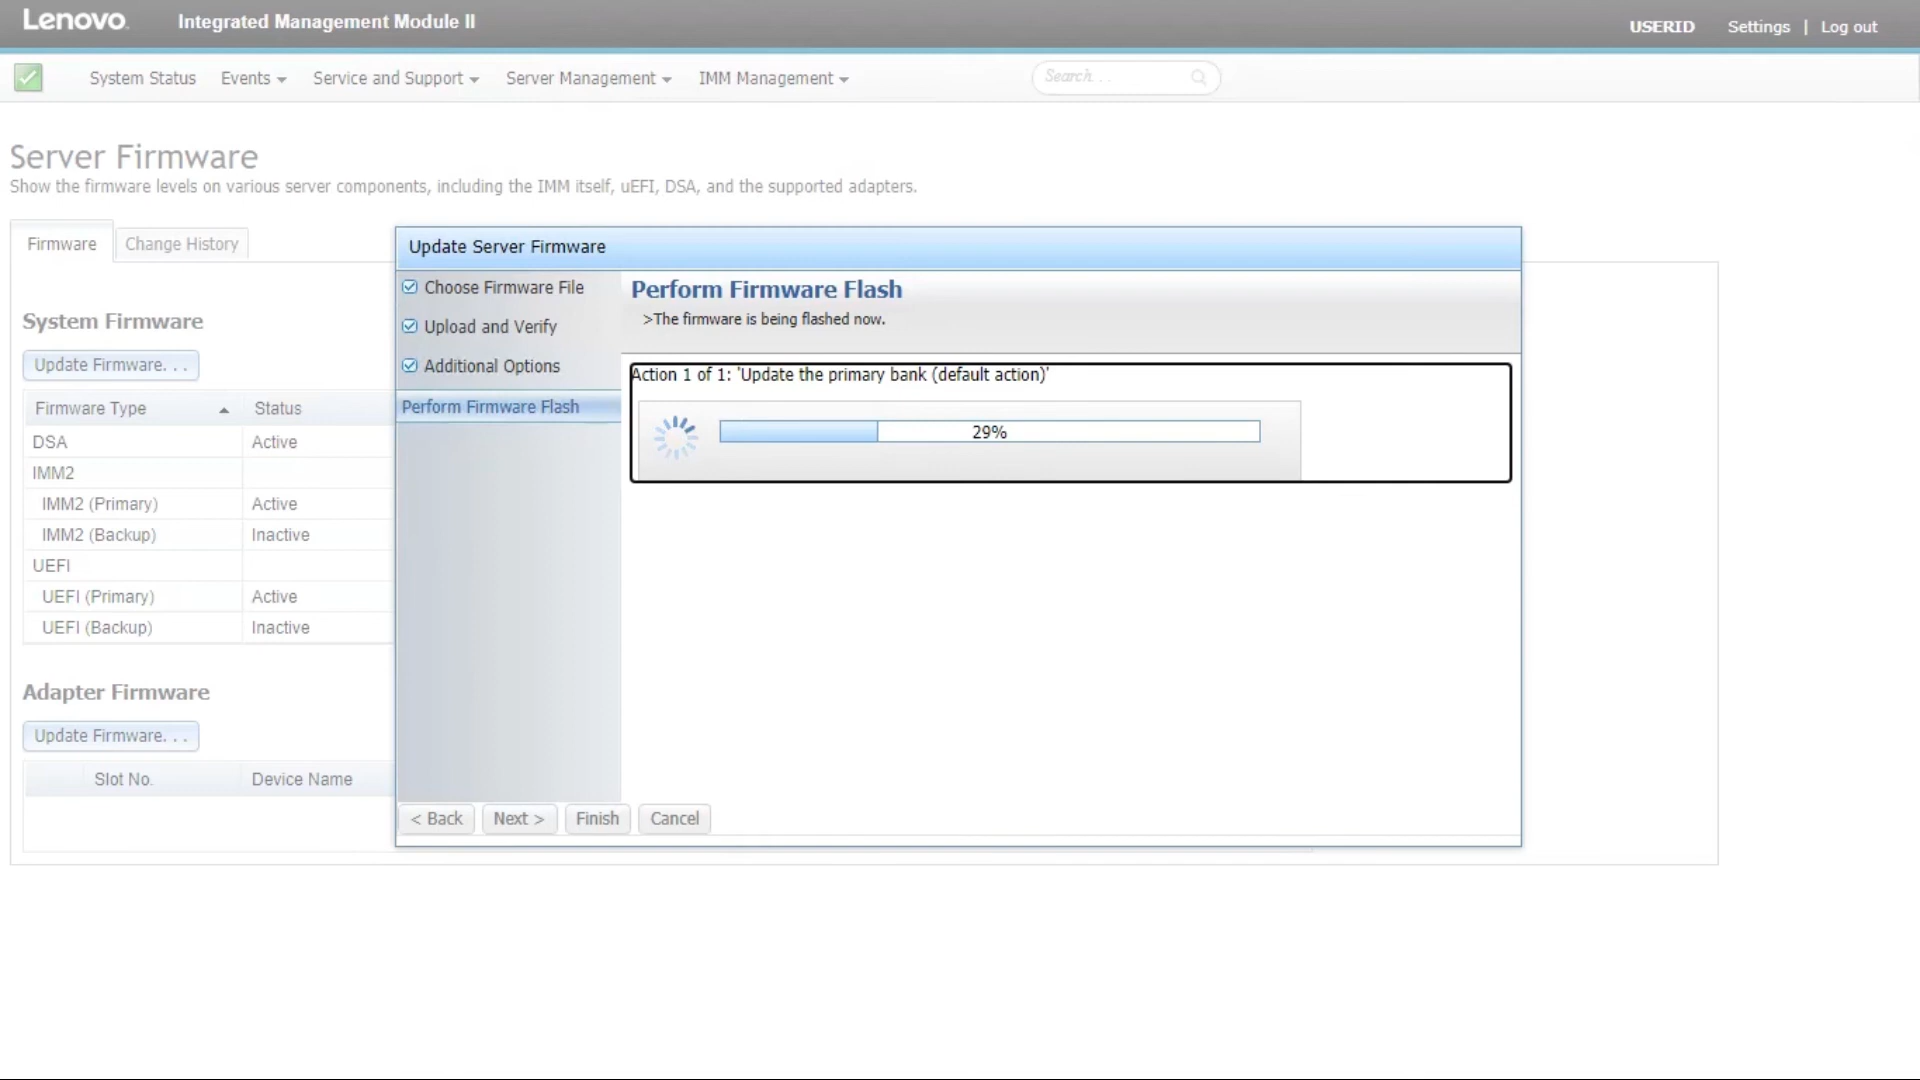 Lenovo.
Integrated Management Module II
USERID
Settings | Log out
System Status
Events
Service and Support
Server Management
IMM Management
Search. . .
Server Firmware
Show the firmware levels on various server components, including the IMM itself, uEFI, DSA, and the supported adapters.
Firmware
Change History
System Firmware
Update Firmware. . .
Firmware Type
Status
DSA
Active
IMM2
IMM2 (Primary)
Active
IMM2 (Backup)
Inactive
UEFI
UEFI (Primary)
Active
UEFI (Backup)
Inactive
Adapter Firmware
Update Firmware. . .
Slot No.
Device Name
Update Server Firmware
Choose Firmware File
Upload and Verify
Additional Options
Perform Firmware Flash
Perform Firmware Flash
>The firmware is being flashed now.
Action 1 of 1: 'Update the primary bank (default action)'
29%
< Back
Next >
Finish
Cancel